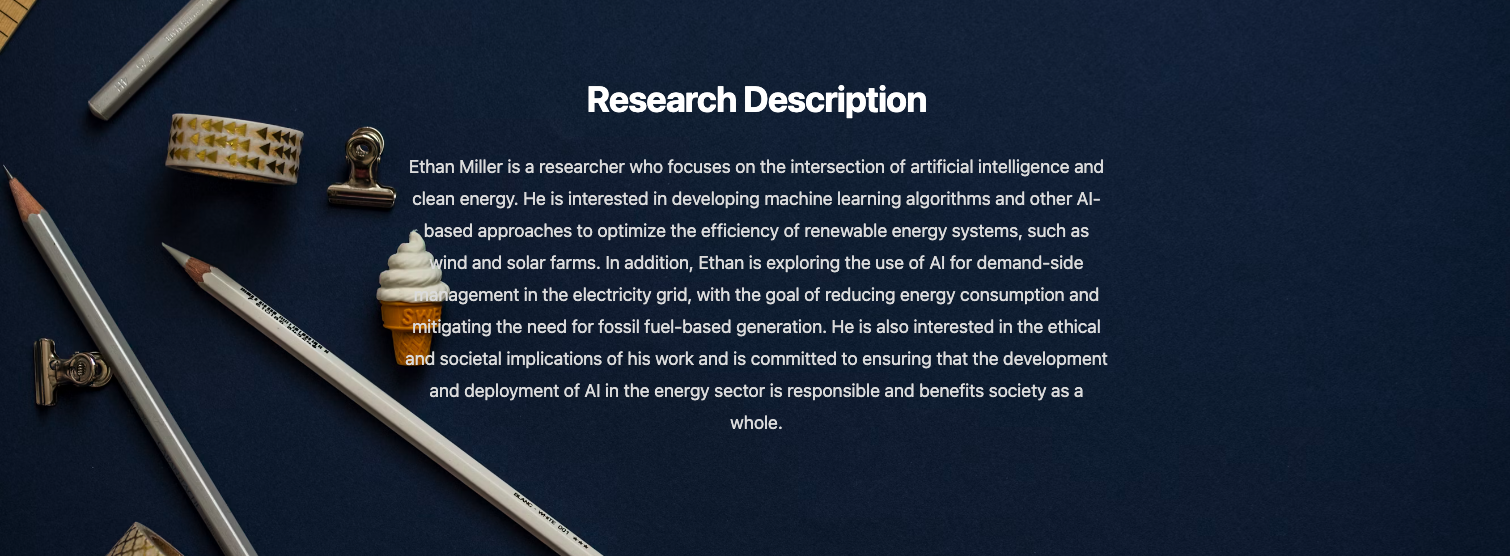 Research Description
Ethan Miller is a researcher who focuses on the intersection of artificial intelligence and
clean energy. He is interested in developing machine learning algorithms and other AI-
based approaches to optimize the efficiency of renewable energy systems, such as
wind and solar farms. In addition, Ethan is exploring the use of AI for demand-side
management in the electricity grid, with the goal of reducing energy consumption and
mitigating the need for fossil fuel-based generation. He is also interested in the ethical
and societal implications of his work and is committed to ensuring that the development
and deployment of AI in the energy sector is responsible and benefits society as a
whole.
BLANC - WHITE 001 ★★★